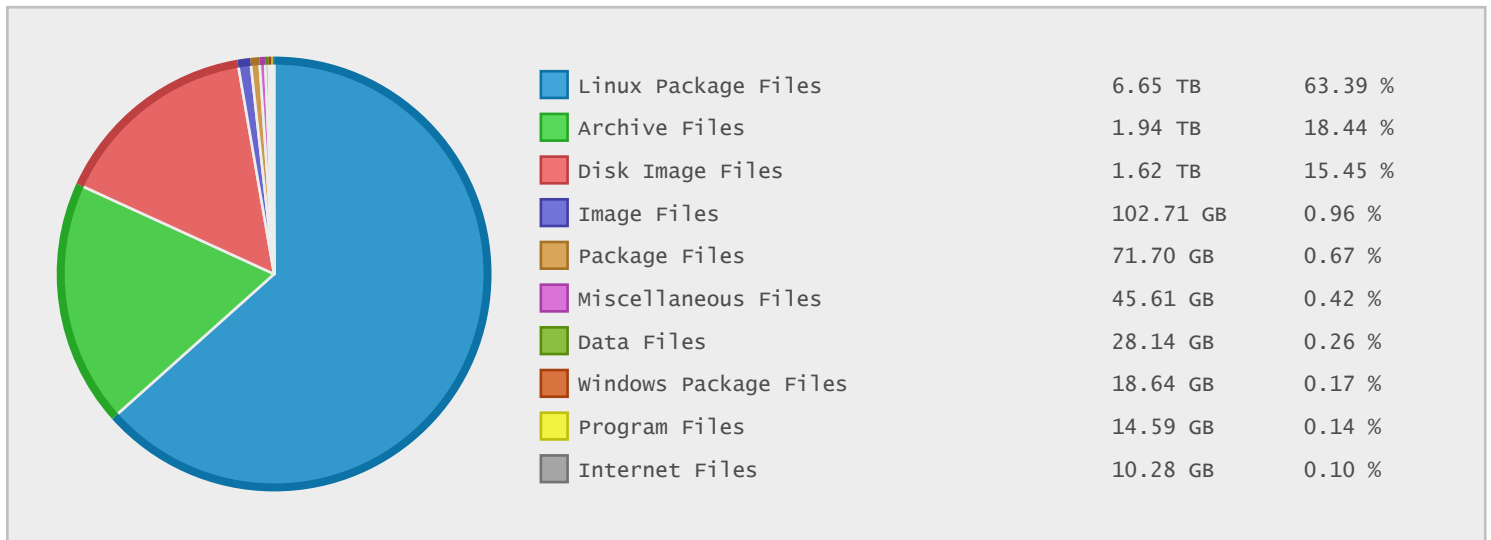 Linux Package Files 6.65 TB 63.39 %
Archive Files 1.94 TB 18.44 %
Disk Image Files 1.62 TB 15.45 %
Image Files 102.71 GB 0.96 %
Package Files 71.70 GB 0.67 %
Miscellaneous Files 45.61 GB 0.42 %
Data Files 28.14 GB 0.26 %
Windows Package Files 18.64 GB 0.17 %
Program Files 14.59 GB 0.14 %
Internet Files 10.28 GB 0.10 %